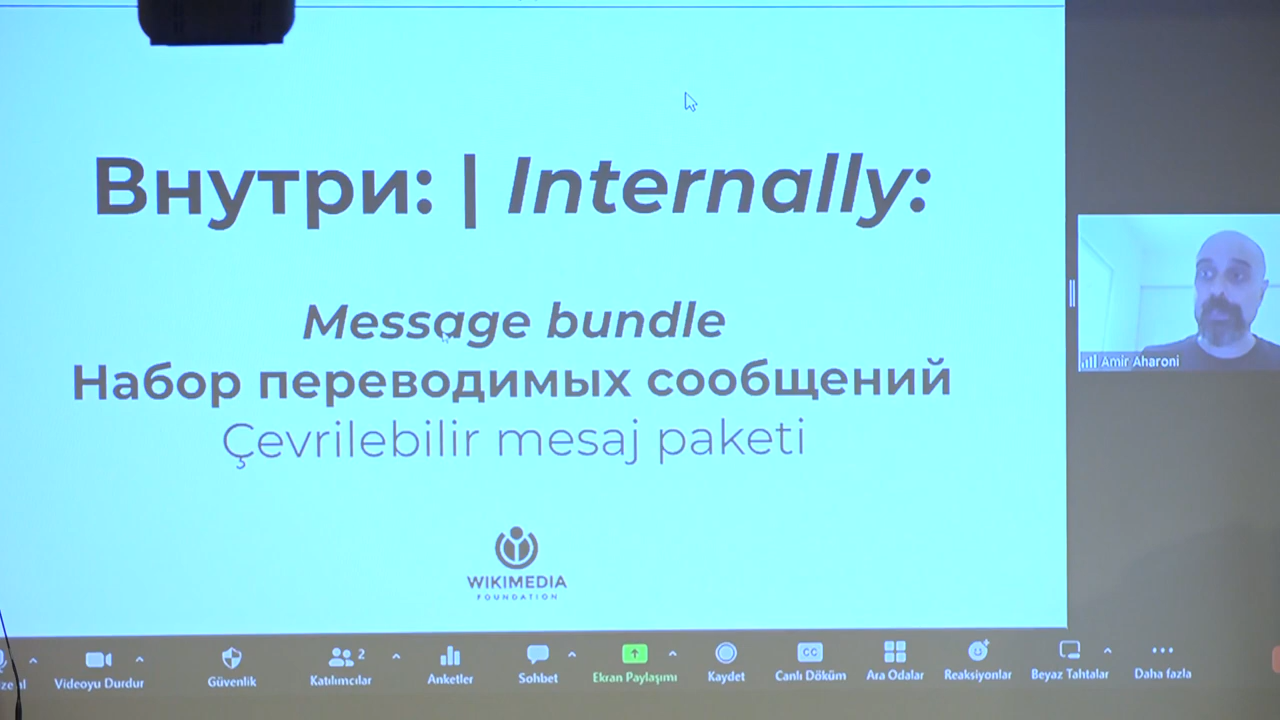 Внутри: | Internally:
Message bundle
Набор переводимых сообщений
Çevrilebilir mesaj paketi
WIKIMEDIA
FOUNDATION
Amir Aharoni
Videoyu Durdur
Güvenlik
2
Katılımcılar
Anketler
Sohbet
Ekran Paylaşımı
Kaydet
CC
Canlı Döküm
Ara Odalar
Reaksiyonlar
Beyaz Tahtalar
Daha fazla